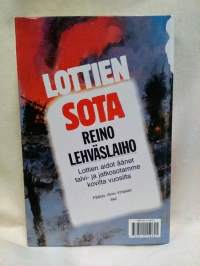 LOTTIEN
SOTA
REINO
LEHVÄSLAIHO
Lottien aidot äänet
talvi- ja jatkosotamme
kovilta vuosilta